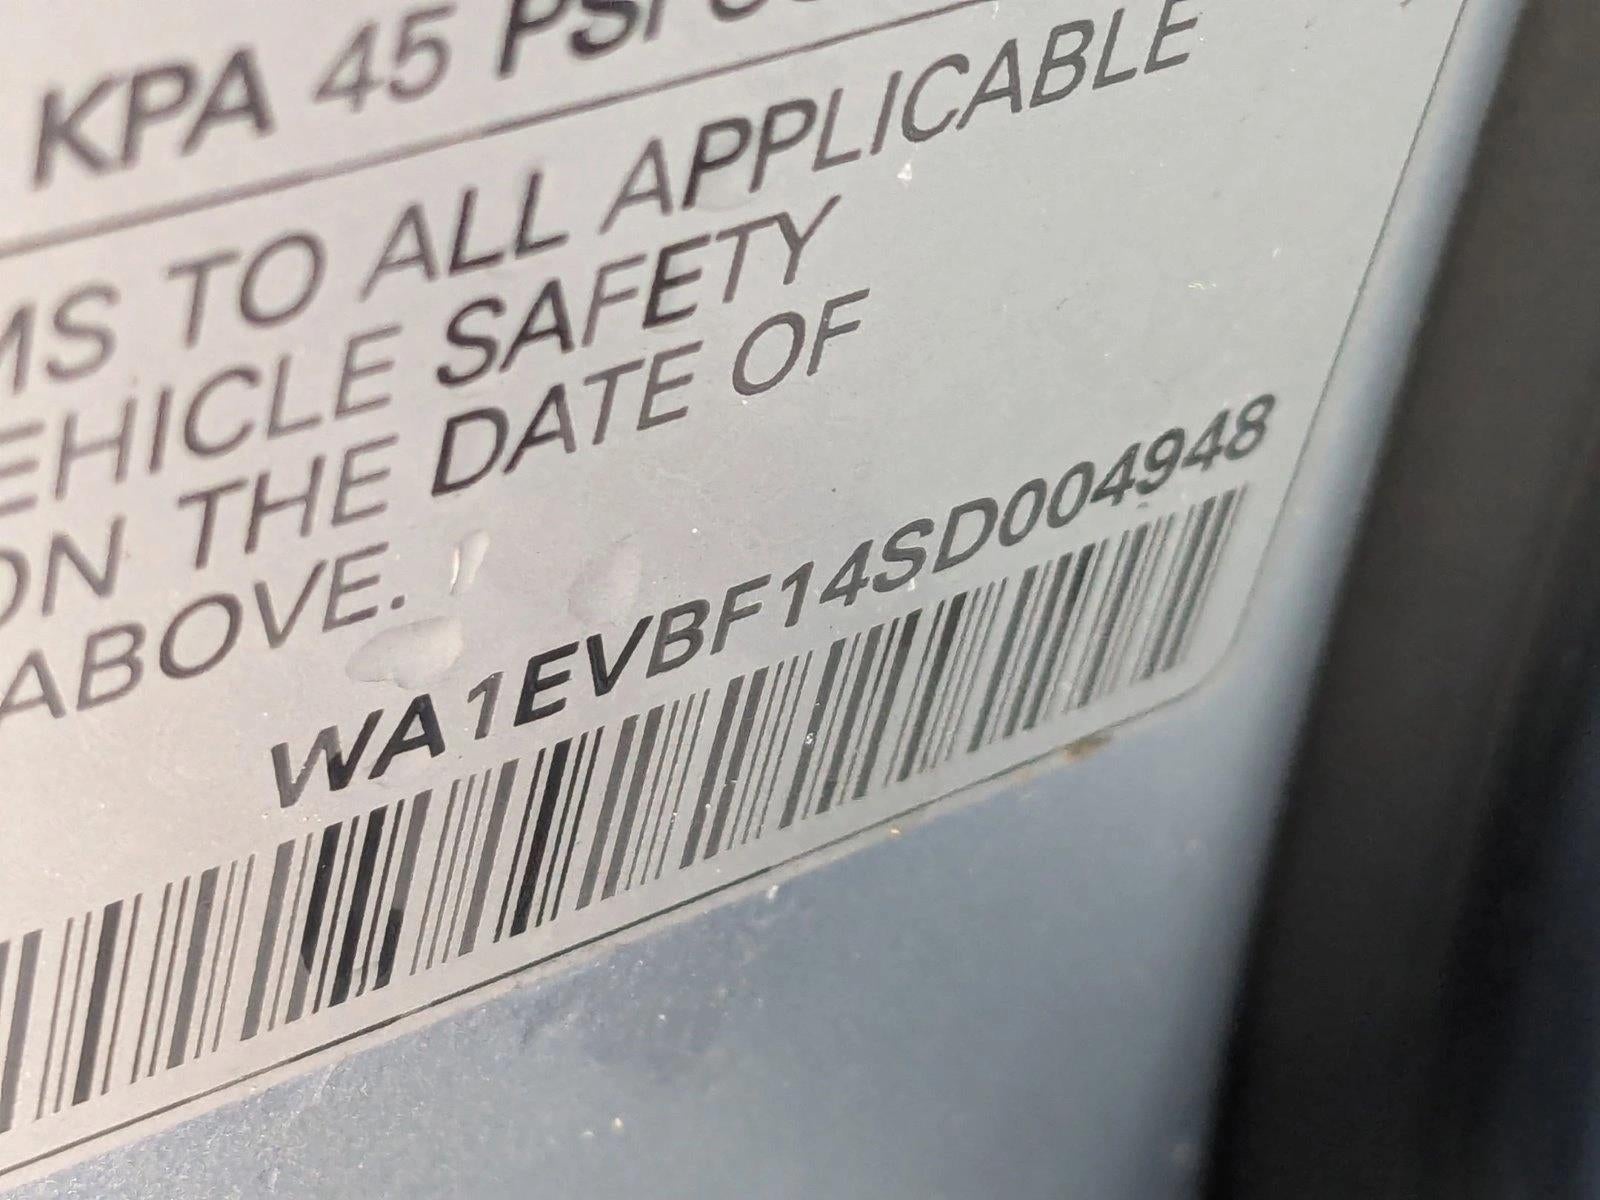 KPA 45 PSI
MS TO ALL APPLICABLE
EHICLE SAFETY
ON THE DATE OF
ABOVE.
WA1EVBF14SD004948